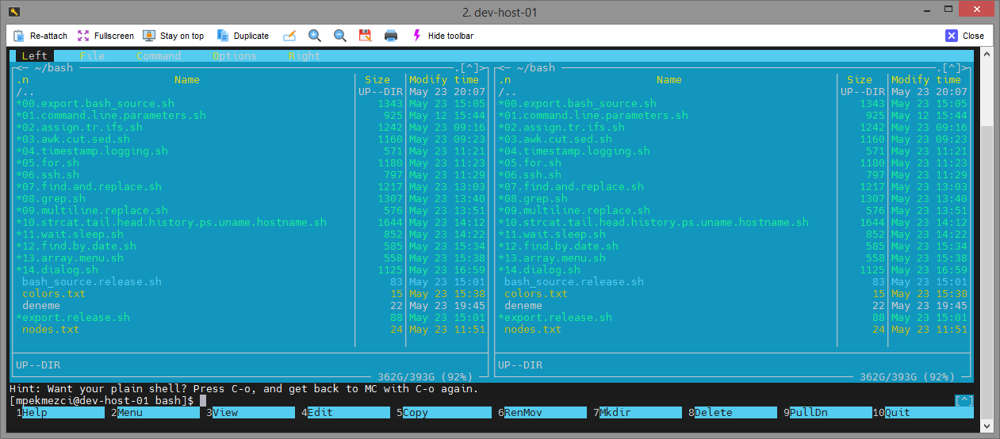 2. dev-host-01
Re-attach Fullscreen Stay on top Duplicate Hide toolbar Close
Left File Command Options Right
<─ ~/bash .[^]> <─ ~/bash .[^]>
.n Name Size Modify time .n Name Size Modify time
/.. UP--DIR May 23 20:07 /.. UP--DIR May 23 20:07
*00.export.bash_source.sh 1343 May 23 15:05 *00.export.bash_source.sh 1343 May 23 15:05
*01.command.line.parameters.sh 925 May 12 15:44 *01.command.line.parameters.sh 925 May 12 15:44
*02.assign.tr.ifs.sh 1242 May 23 09:16 *02.assign.tr.ifs.sh 1242 May 23 09:16
*03.awk.cut.sed.sh 1160 May 23 09:23 *03.awk.cut.sed.sh 1160 May 23 09:23
*04.timestamp.logging.sh 571 May 23 11:21 *04.timestamp.logging.sh 571 May 23 11:21
*05.for.sh 1180 May 23 11:23 *05.for.sh 1180 May 23 11:23
*06.ssh.sh 797 May 23 11:29 *06.ssh.sh 797 May 23 11:29
*07.find.and.replace.sh 1217 May 23 13:03 *07.find.and.replace.sh 1217 May 23 13:03
*08.grep.sh 1307 May 23 13:40 *08.grep.sh 1307 May 23 13:40
*09.multiline.replace.sh 576 May 23 13:51 *09.multiline.replace.sh 576 May 23 13:51
*10.strcat.tail.head.history.ps.uname.hostname.sh 1644 May 23 14:12 *10.strcat.tail.head.history.ps.uname.hostname.sh 1644 May 23 14:12
*11.wait.sleep.sh 852 May 23 14:22 *11.wait.sleep.sh 852 May 23 14:22
*12.find.by.date.sh 585 May 23 15:34 *12.find.by.date.sh 585 May 23 15:34
*13.array.menu.sh 558 May 23 15:38 *13.array.menu.sh 558 May 23 15:38
*14.dialog.sh 1125 May 23 16:59 *14.dialog.sh 1125 May 23 16:59
bash_source.release.sh 83 May 23 15:01 bash_source.release.sh 83 May 23 15:01
colors.txt 15 May 23 15:38 colors.txt 15 May 23 15:38
deneme 22 May 23 19:45 deneme 22 May 23 19:45
*export.release.sh 88 May 23 15:01 *export.release.sh 88 May 23 15:01
nodes.txt 24 May 23 11:51 nodes.txt 24 May 23 11:51
UP--DIR UP--DIR
362G/393G (92%) 362G/393G (92%)
Hint: Want your plain shell? Press C-o, and get back to MC with C-o again.
[mpekmezci@dev-host-01 bash]$ [^]
1Help 2Menu 3View 4Edit 5Copy 6RenMov 7Mkdir 8Delete 9PullDn 10Quit